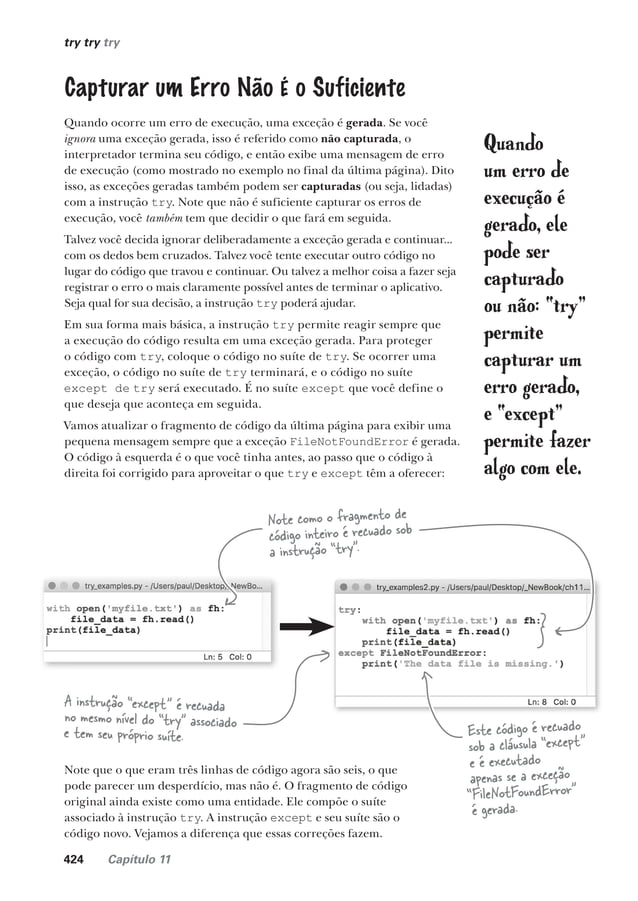 try try try
Capturar um Erro Não É o Suficiente
Quando ocorre um erro de execução, uma exceção é gerada. Se você
ignora uma exceção gerada, isso é referido como não capturada, o
interpretador termina seu código, e então exibe uma mensagem de erro
de execução (como mostrado no exemplo no final da última página). Dito
isso, as exceções geradas também podem ser capturadas (ou seja, lidadas)
com a instrução try. Note que não é suficiente capturar os erros de
execução, você também tem que decidir o que fará em seguida.
Talvez você decida ignorar deliberadamente a exceção gerada e continuar...
com os dedos bem cruzados. Talvez você tente executar outro código no
lugar do código que travou e continuar. Ou talvez a melhor coisa a fazer seja
registrar o erro o mais claramente possível antes de terminar o aplicativo.
Seja qual for sua decisão, a instrução try poderá ajudar.
Em sua forma mais básica, a instrução try permite reagir sempre que
a execução do código resulta em uma exceção gerada. Para proteger
o código com try, coloque o código no suíte de try. Se ocorrer uma
exceção, o código no suíte de try terminará, e o código no suíte
except de try será executado. É no suíte except que você define o
que deseja que aconteça em seguida.
Vamos atualizar o fragmento de código da última página para exibir uma
pequena mensagem sempre que a exceção FileNotFoundError é gerada.
O código à esquerda é o que você tinha antes, ao passo que o código à
direita foi corrigido para aproveitar o que try e except têm a oferecer:
Quando
um erro de
execução é
gerado, ele
pode ser
capturado
ou não: "try"
permite
capturar um
erro gerado,
e "except"
permite fazer
algo com ele.
Note como o fragmento de
código inteiro é recuado sob
a instrução "try".
try_examples.py - /Users/paul/Desktop/_NewBo...
with open('myfile.txt') as fh:
    file_data = fh.read()
print(file_data)
Ln: 5 Col: 0
try_examples2.py - /Users/paul/Desktop/_NewBook/ch11...
try:
    with open('myfile.txt') as fh:
        file_data = fh.read()
    print(file_data)
except FileNotFoundError:
    print('The data file is missing.')
Ln: 8 Col: 0
A instrução "except" é recuada
no mesmo nível do "try" associado
e tem seu próprio suíte.
Este código é recuado
sob a cláusula "except"
e é executado
apenas se a exceção
"FileNotFoundError"
é gerada.
Note que o que eram três linhas de código agora são seis, o que
pode parecer um desperdício, mas não é. O fragmento de código
original ainda existe como uma entidade. Ele compõe o suíte
associado à instrução try. A instrução except e seu suíte são o
código novo. Vejamos a diferença que essas correções fazem.
424 Capítulo 11